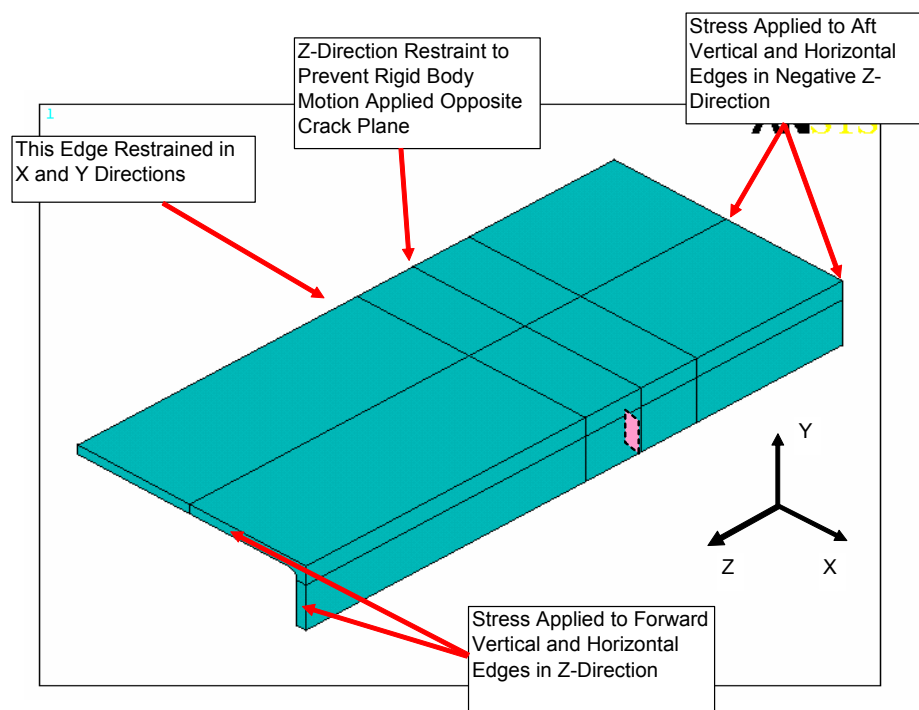 Stress Applied to Aft
Vertical and Horizontal
Edges in Negative Z-
Direction
Z-Direction Restraint to
Prevent Rigid Body
Motion Applied Opposite
Crack Plane
1
This Edge Restrained in
X and Y Directions
Y
Z
X
Stress Applied to Forward
Vertical and Horizontal
Edges in Z-Direction